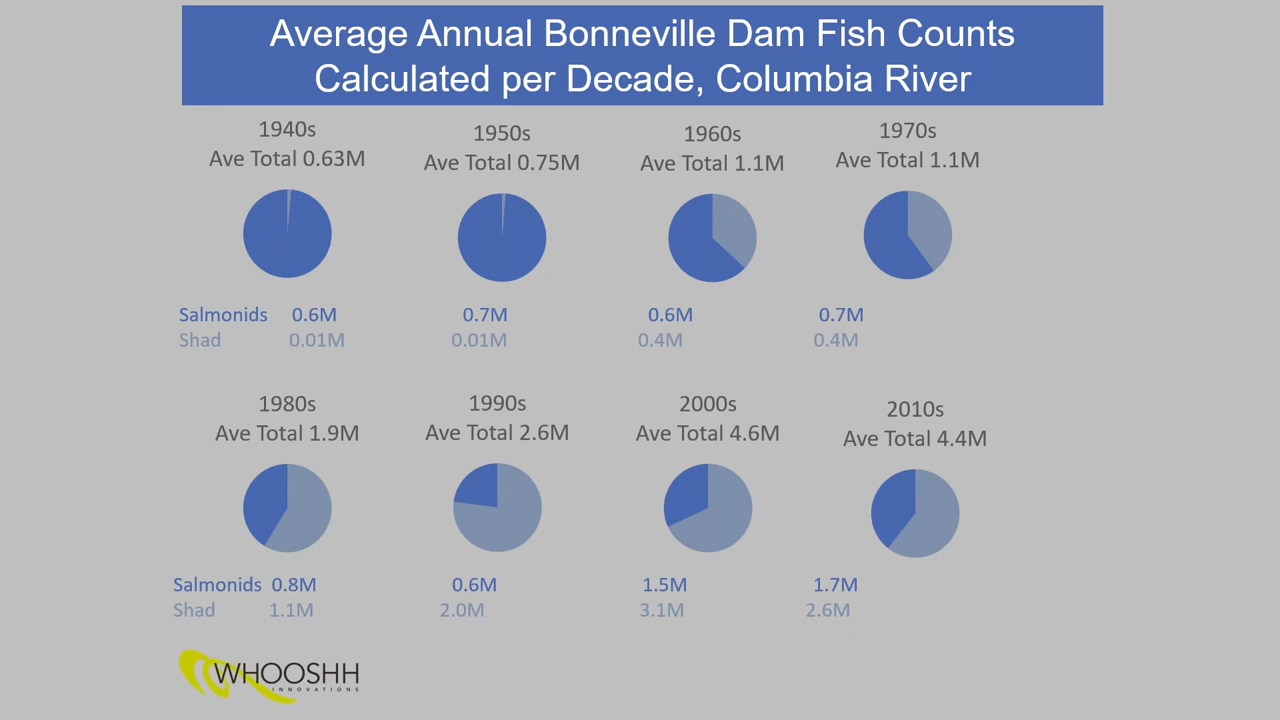 Average Annual Bonneville Dam Fish Counts
Calculated per Decade, Columbia River
1940s
Ave Total 0.63M
1950s
Ave Total 0.75M
1960s
Ave Total 1.1M
1970s
Ave Total 1.1M
Salmonids 0.6M 0.7M 0.6M 0.7M
Shad 0.01M 0.01M 0.4M 0.4M
1980s
Ave Total 1.9M
1990s
Ave Total 2.6M
2000s
Ave Total 4.6M
2010s
Ave Total 4.4M
Salmonids 0.8M 0.6M 1.5M 1.7M
Shad 1.1M 2.0M 3.1M 2.6M
WHOOSHH
INNOVATIONS